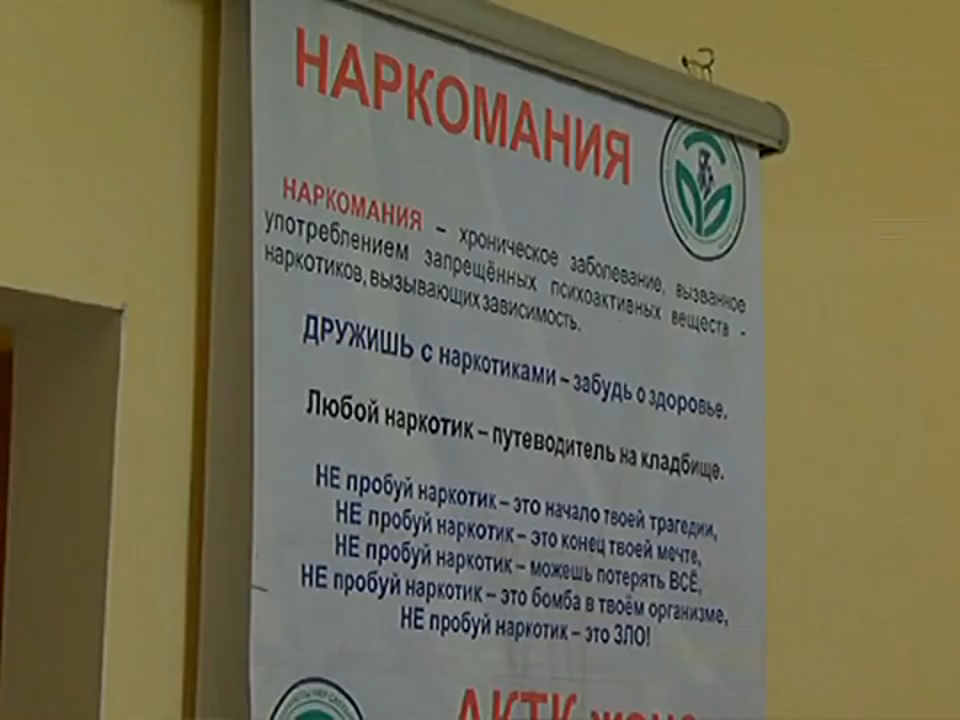 НАРКОМАНИЯ
НАРКОМАНИЯ – хроническое заболевание, вызванное
употреблением запрещённых психоактивных веществ -
наркотиков, вызывающих зависимость.
ДРУЖИШЬ с наркотиками – забудь о здоровье.
Любой наркотик – путеводитель на кладбище.
НЕ пробуй наркотик – это начало твоей трагедии,
НЕ пробуй наркотик – это конец твоей мечте,
НЕ пробуй наркотик – можешь потерять ВСЁ,
НЕ пробуй наркотик – это бомба в твоём организме,
НЕ пробуй наркотик – это ЗЛО!
АКТК